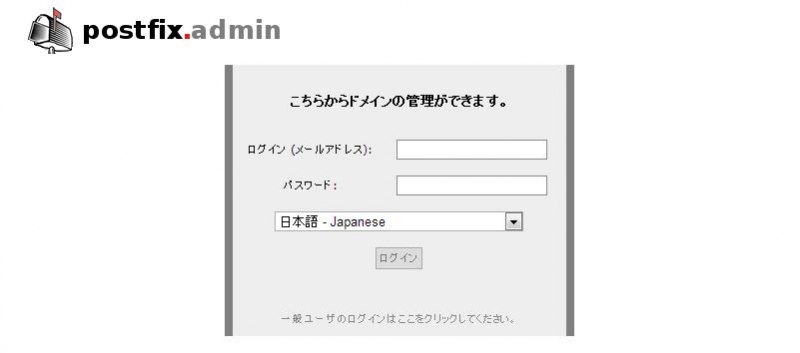 postfix.admin
こちらからドメインの管理ができます。
ログイン (メールアドレス):
パスワード:
日本語 - Japanese
ログイン
一般ユーザのログインはここをクリックしてください。